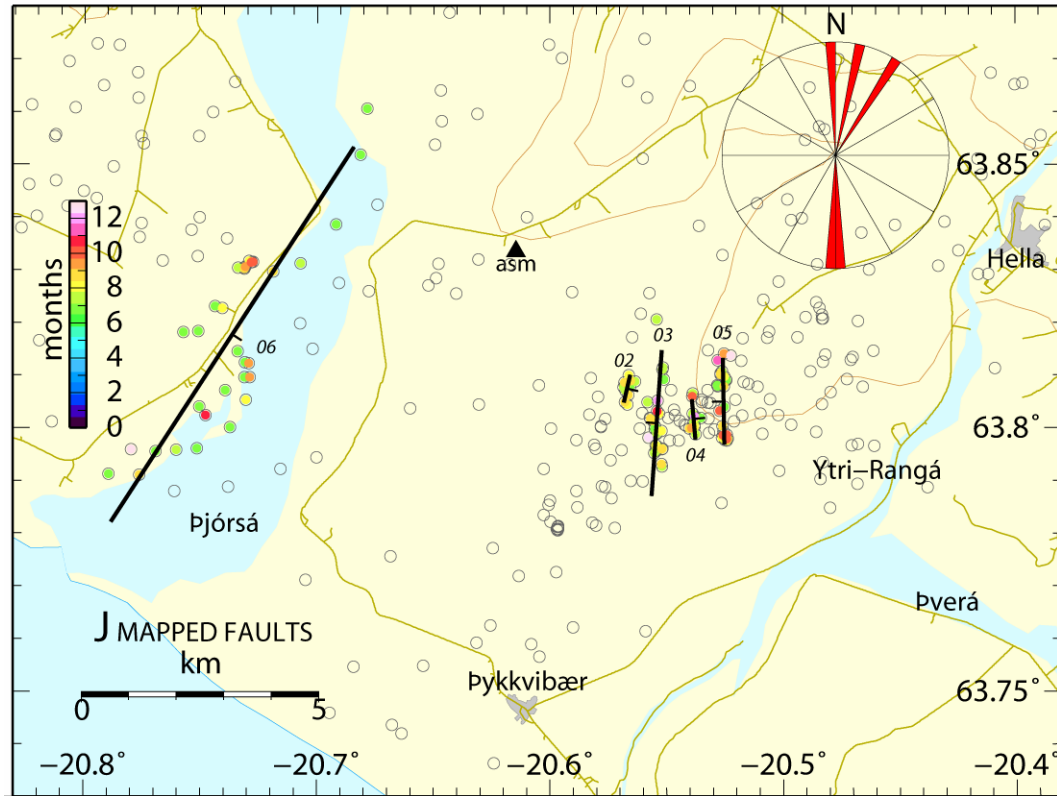 N
63.85°
Hella
12
10
8
6
4
2
0
months
asm
06
02
03
05
04
63.8°
Ytri–Rangá
Þjórsá
Þverá
J MAPPED FAULTS
km
0 5
Þykkvibær
63.75°
−20.8° −20.7° −20.6° −20.5° −20.4°